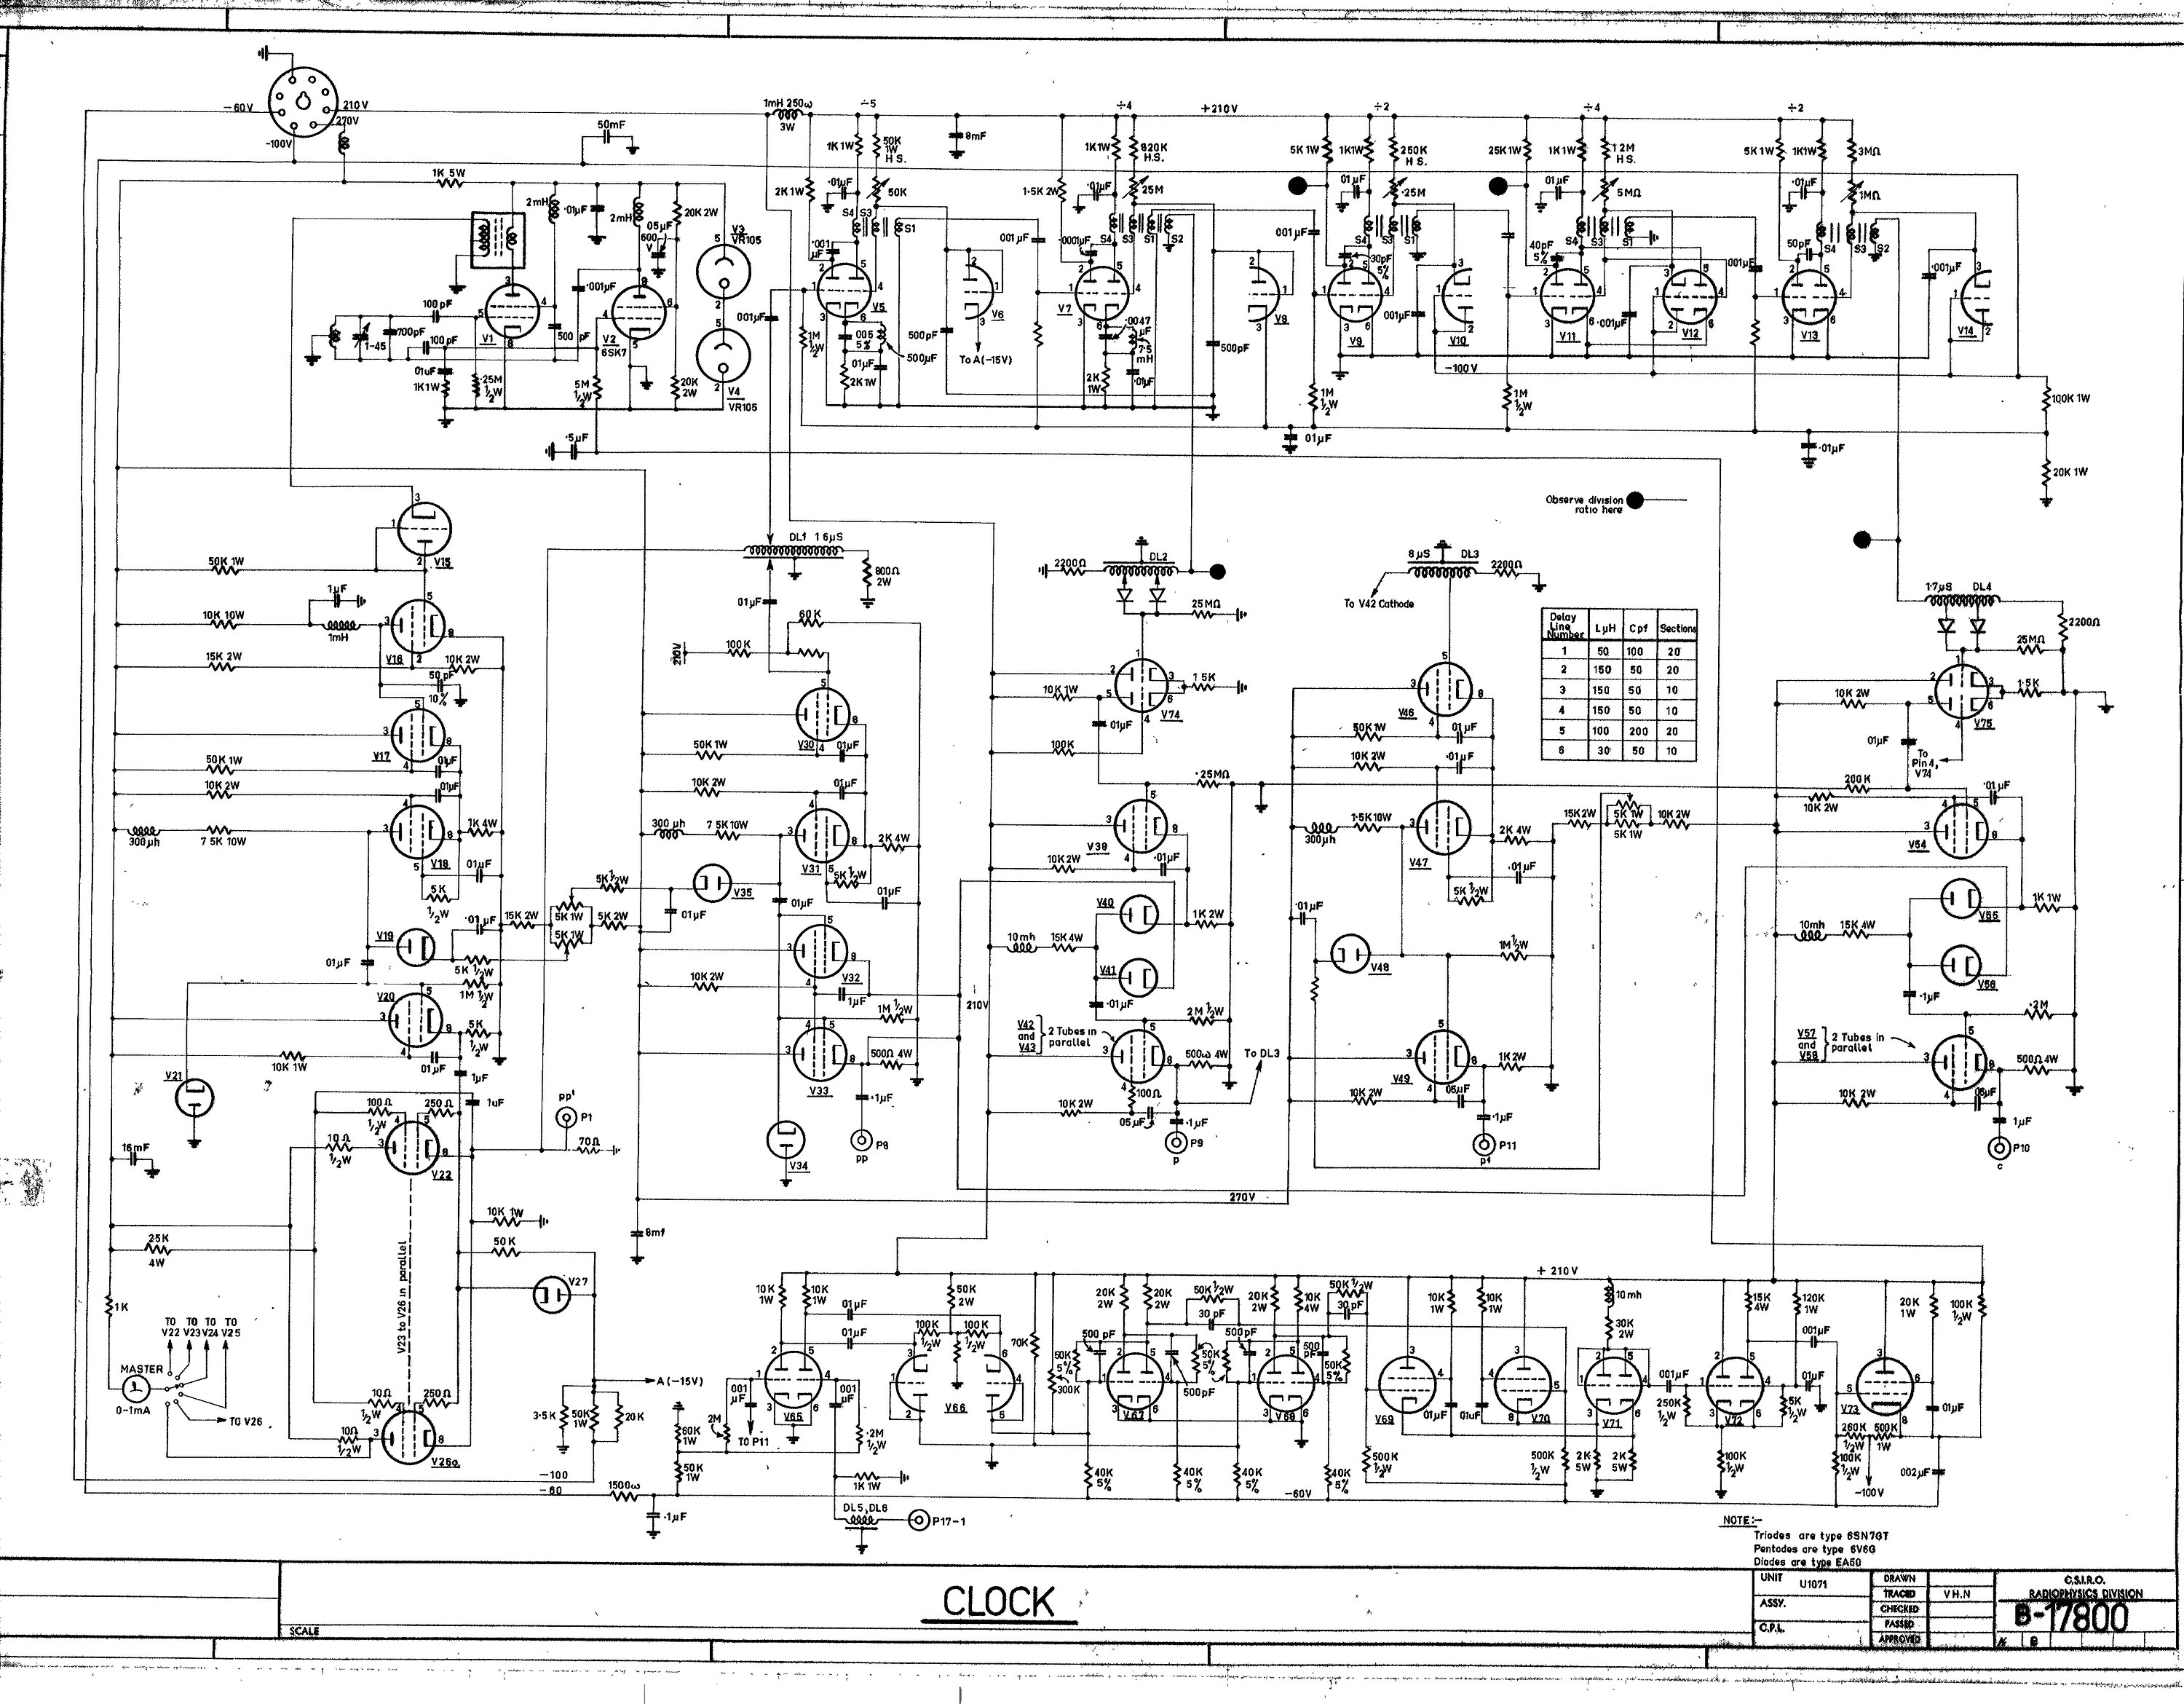 -60V
210V
270V
-100V
50mF
1mH 250ω
3W
÷5
8mF
÷4
+210V
÷2
÷4
÷2
1K 5W
2mH
·01µF
2mH
05µF
600
V
20K 2W
V3
VR105
V4
VR105
100 pF
700pF
1-45
100 pF
01uF
1K1W
·25M
½W
V1
500 pF
·001µF
V2
6SK7
5M
½W
20K
2W
·5µF
2K 1W
1K 1W
50K
1W
H S.
·01µF
50K
S4
S3
S1
·001
µF
001µF
1M
½W
V5
005
5%
500µF
01µF
2K 1W
500pF
V6
To A(-15V)
1·5K 2W
1K1W
820K
H.S.
·01µF
25M
S4
S3
S1
S2
001 µF
·0001µF
V7
·0047
µF
7·5
mH
2K
1W
·01µF
500pF
V8
5K 1W
1K1W
250K
H S.
01µF
·25M
S4
S3
S1
001µF
30pF
5%
V9
001µF
V10
1M
½W
01µF
-100V
25K 1W
1K 1W
1 2M
H S.
01µF
5MΩ
S4
S3
S1
40pF
5%
V11
·001µF
V12
1M
½W
5K 1W
1K1W
3MΩ
·01µF
1MΩ
S4
S3
S2
·001µF
50pF
V13
·001µF
V14
·01µF
100K 1W
20K 1W
Observe division
ratio here
V15
50K 1W
1µF
10K 10W
1mH
V16
15K 2W
10K 2W
50 pF
10%
V17
50K 1W
01µF
10K 2W
01µF
300µh
7 5K 10W
V18
1K 4W
01µF
5K
½W
V19
·01 µF
15K 2W
5K 1W
5K 1W
5K ½W
5K 2W
01µF
5K ½W
1M ½W
V20
5K
½W
10K 1W
01µF
1µF
V21
100Ω
½W
250Ω
1uF
10Ω
½W
V22
pp'
P1
70Ω
16mF
10K 1W
50K
V27
25K
4W
1K
V23 to V26 in parallel
TO TO TO TO
V22 V23 V24 V25
MASTER
0-1mA
TO V26
10Ω
½W
250Ω
10Ω
½W
V26a
3·5K
50K
1W
20K
A (-15V)
-100
-60
1500ω
·1µF
DL1 1 6µS
800Ω
2W
01µF
60 K
210V
100 K
V30
50K 1W
01µF
10K 2W
01µF
300 µh
7 5K 10W
V31
2K 4W
5K ½W
01µF
V35
01µF
01µF
V32
10K 2W
1µF
1M ½W
V33
500Ω 4W
·1µF
P8
pp
V34
8mf
210V
270V
2200Ω
DL2
25MΩ
10K 1W
1 5K
V74
01µF
100K
·25MΩ
V39
10K 2W
·01µF
V40
10mh
15K 4W
1K 2W
V41
·01µF
V42
and
V43
2 Tubes in
parallel
2M ½W
500ω 4W
To DL3
100Ω
10K 2W
05 µF
·1µF
P9
p
8 µS
DL3
2200Ω
To V42 Cathode
V46
50K 1W
01 µF
10K 2W
·01µF
300µh
1·5K10W
V47
2K 4W
·01µF
5K ½W
·01µF
V48
1M ½W
V49
1K 2W
10K 2W
05µF
·1µF
P11
p1
15K 2W
5K 1W
5K 1W
10K 2W
Delay
Line
Number
LµH
Cpf
Sections
1 50 100 20
2 150 50 20
3 150 50 10
4 150 50 10
5 100 200 20
6 30 50 10
1·7µS
DL4
2200Ω
25MΩ
10K 2W
1·5K
V75
01µF
To
Pin 4,
V74
200 K
10K 2W
·01µF
V54
V55
1K 1W
10mh
15K 4W
V56
·1µF
·2M
V57
and
V58
2 Tubes in
parallel
500Ω 4W
10K 2W
1µF
P10
c
10K
1W
10K
1W
01µF
01µF
50K
2W
100K
½W
100 K
½W
70K
V65
001
µF
2M
TO P11
60K
1W
50K
1W
001
µF
·2M
½W
1K 1W
V66
DL5,DL6
P17-1
20K
2W
20K
2W
50K ½W
30 pF
500 pF
50K
5%
300K
V67
500pF
50K
5%
40K
5%
40K
5%
20K
2W
10K
4W
50K ½W
30 pF
500pF
500
pF
50K
5%
V68
40K
5%
40K
5%
-60V
10K
1W
10K
1W
V69
01µF
01uF
V70
500K
½W
500K
½W
+ 210 V
10 mh
30K
2W
V71
2 K
5W
2 K
5W
001µF
250K
½W
15K
4W
120K
1W
001µF
V72
01µF
5K
½W
100K
½W
20K
1W
100K
½W
V73
01µF
260K
½W
500K
1W
100K
½W
-100V
002µF
NOTE:-
Triodes are type 6SN7GT
Pentodes are type 6V6G
Diodes are type EA50
CLOCK
SCALE
UNIT U1071
ASSY.
C.P.L.
DRAWN
TRACED V H.N
CHECKED
PASSED
APPROVED
C.S.I.R.O.
RADIOPHYSICS DIVISION
B-17800
A B